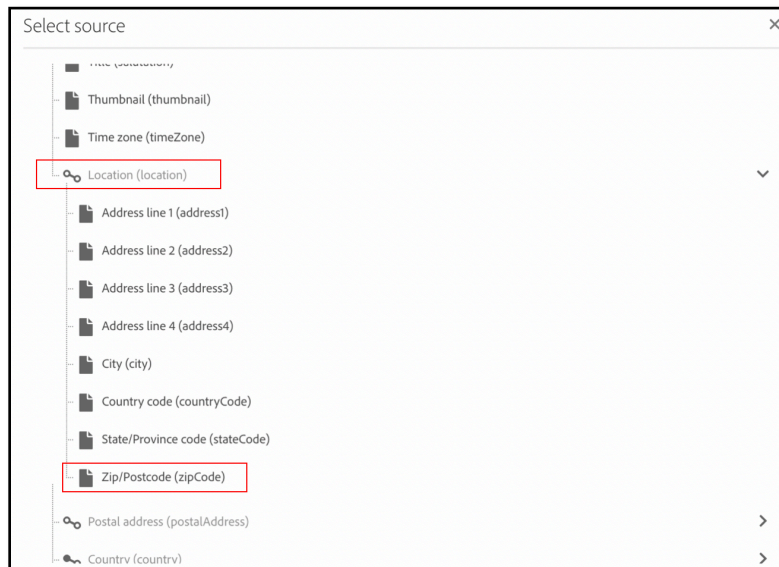 Select source
Title (salutation)
Thumbnail (thumbnail)
Time zone (timeZone)
Location (location)
Address line 1 (address1)
Address line 2 (address2)
Address line 3 (address3)
Address line 4 (address4)
City (city)
Country code (countryCode)
State/Province code (stateCode)
Zip/Postcode (zipCode)
Postal address (postalAddress)
Country (country)